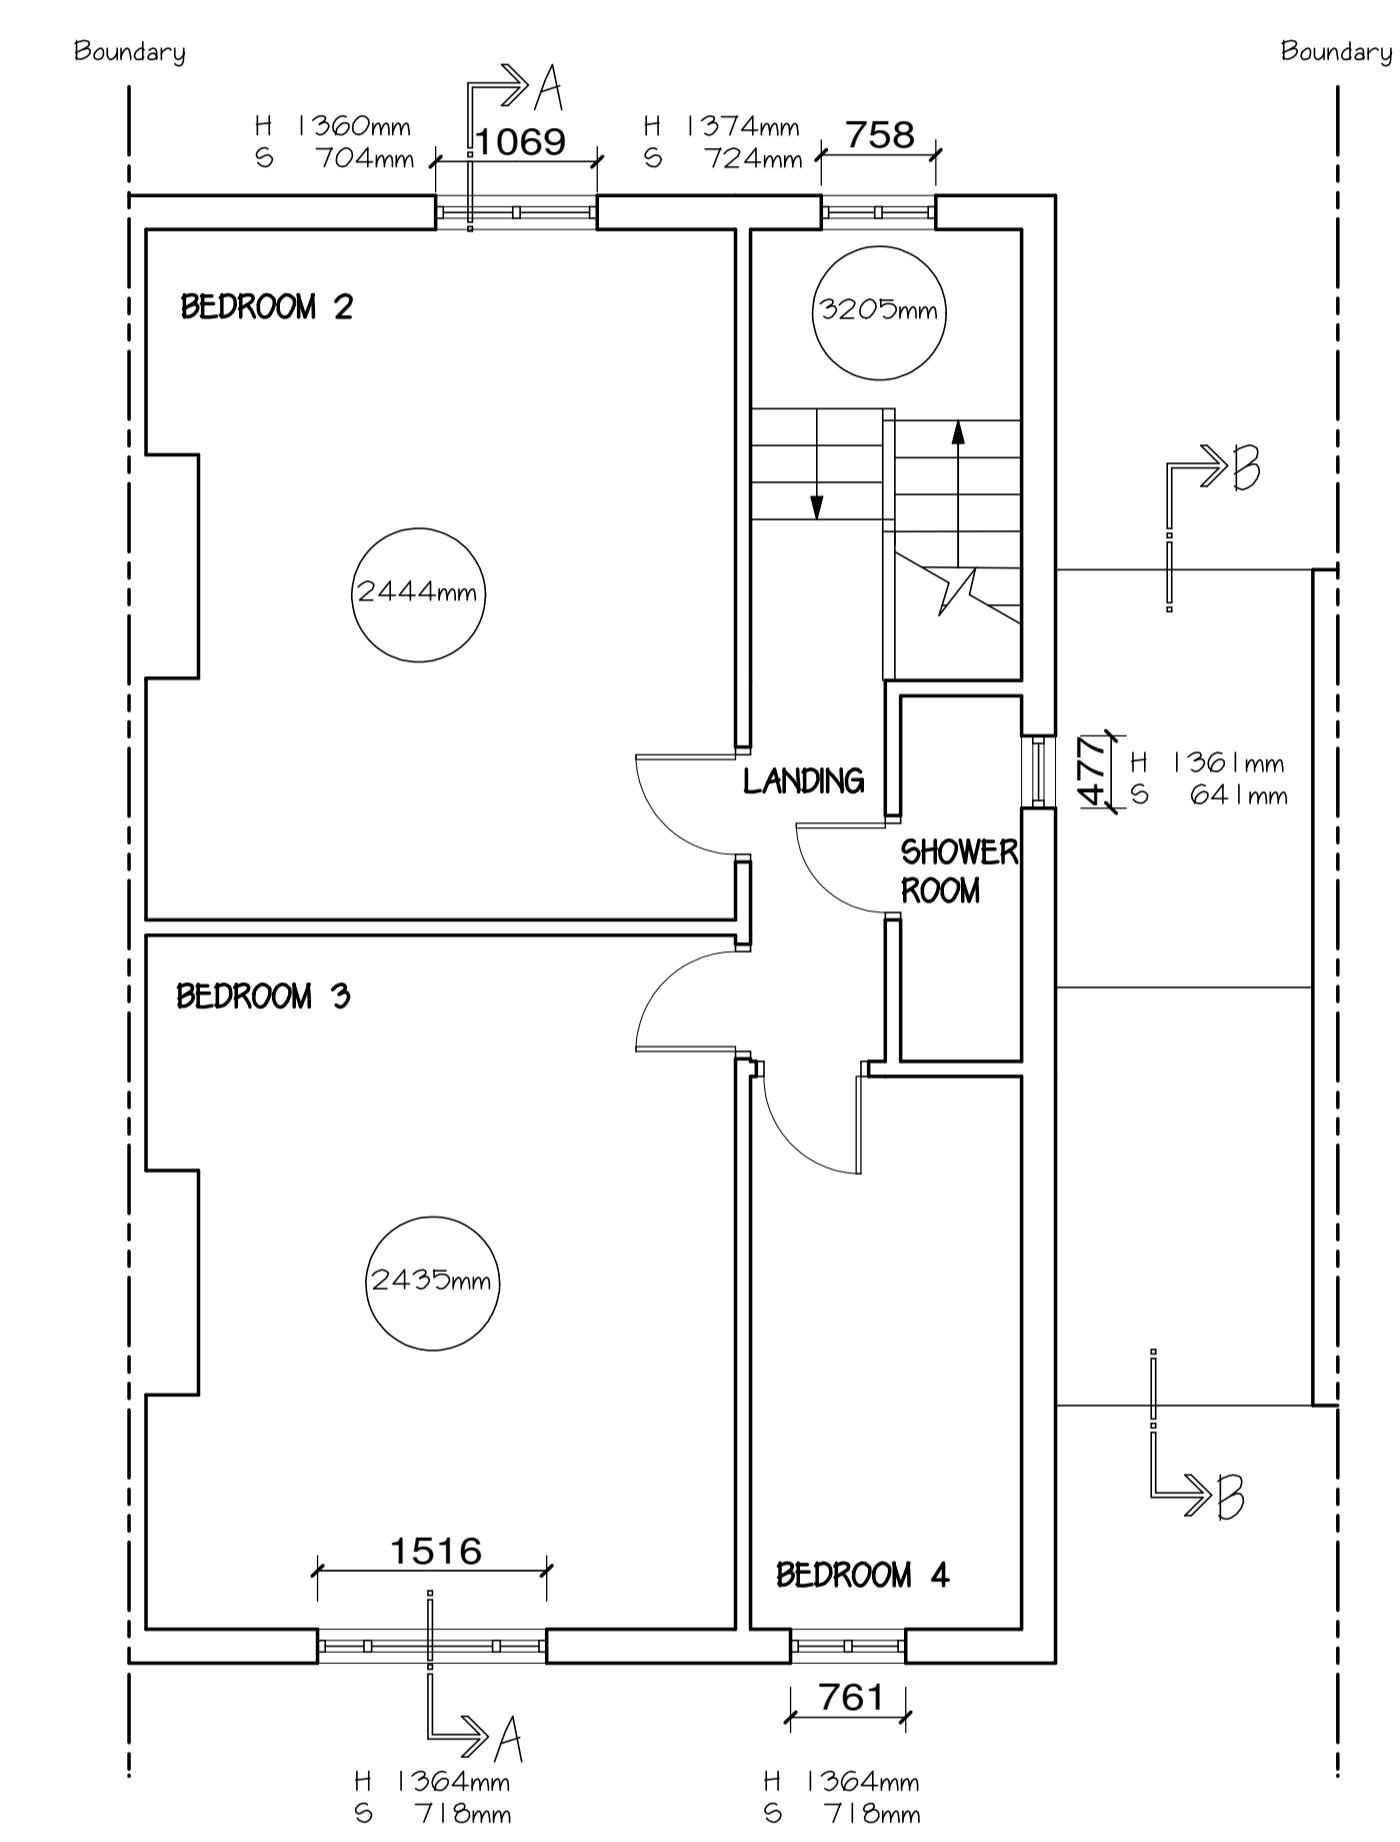 Boundary
Boundary
A
H 1360mm
S 704mm
1069
H 1374mm
S 724mm
758
BEDROOM 2
3205mm
B
2444mm
LANDING
477
H 1361mm
S 641mm
SHOWER
ROOM
BEDROOM 3
2435mm
B
1516
BEDROOM 4
761
A
H 1364mm
S 718mm
H 1364mm
S 718mm